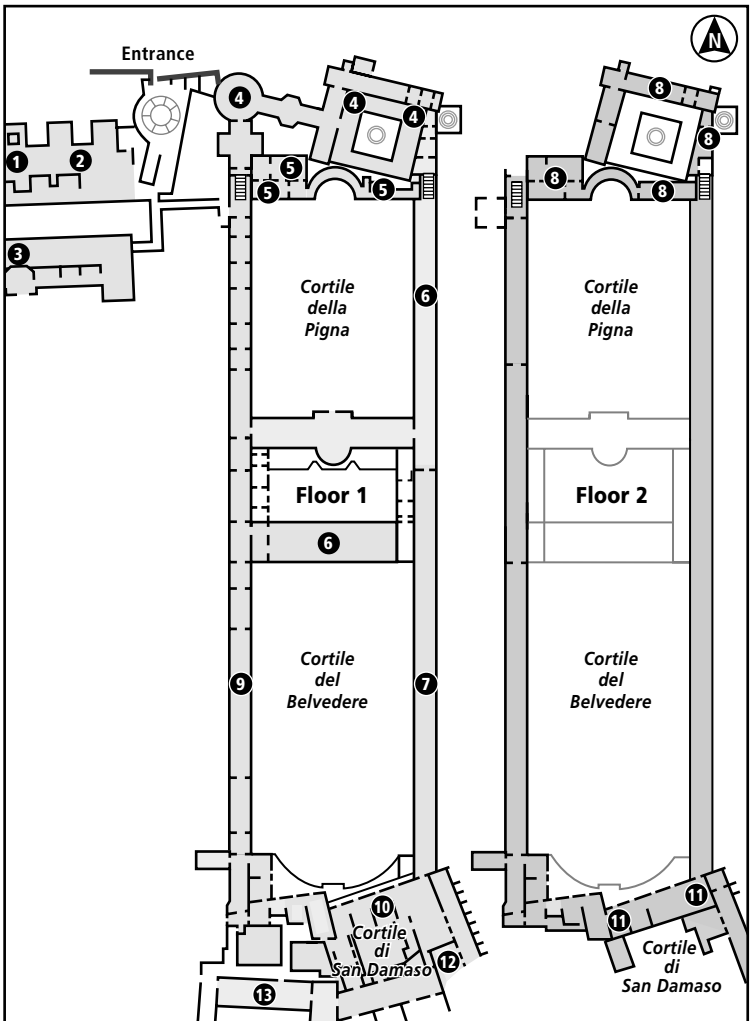 Entrance
N
4
4
4
8
8
1
2
5
5
5
8
8
3
Cortile
della
Pigna
6
Cortile
della
Pigna
Floor 1
Floor 2
6
Cortile
del
Belvedere
9
7
Cortile
del
Belvedere
10
Cortile
di
San Damaso
12
13
11
11
Cortile
di
San Damaso